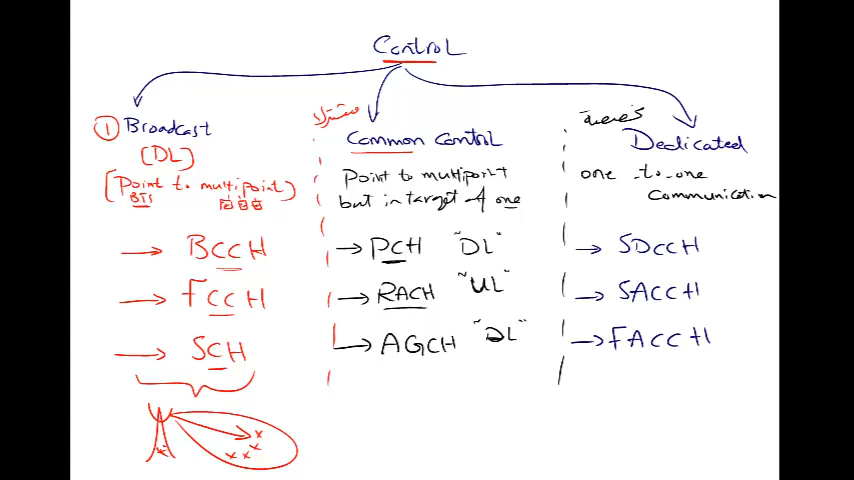 Control
① Broadcast
[DL]
[Point to multipoint]
BTS
مشترك
Common Control
Point to multipoint
but in target of one
Dedicated
one -to- one
Communication
→ BCCH
→ FCCH
→ SCH
→ PCH "DL"
→ RACH "UL"
→ AGCH "DL"
→ SDCCH
→ SACCH
→ FACCH